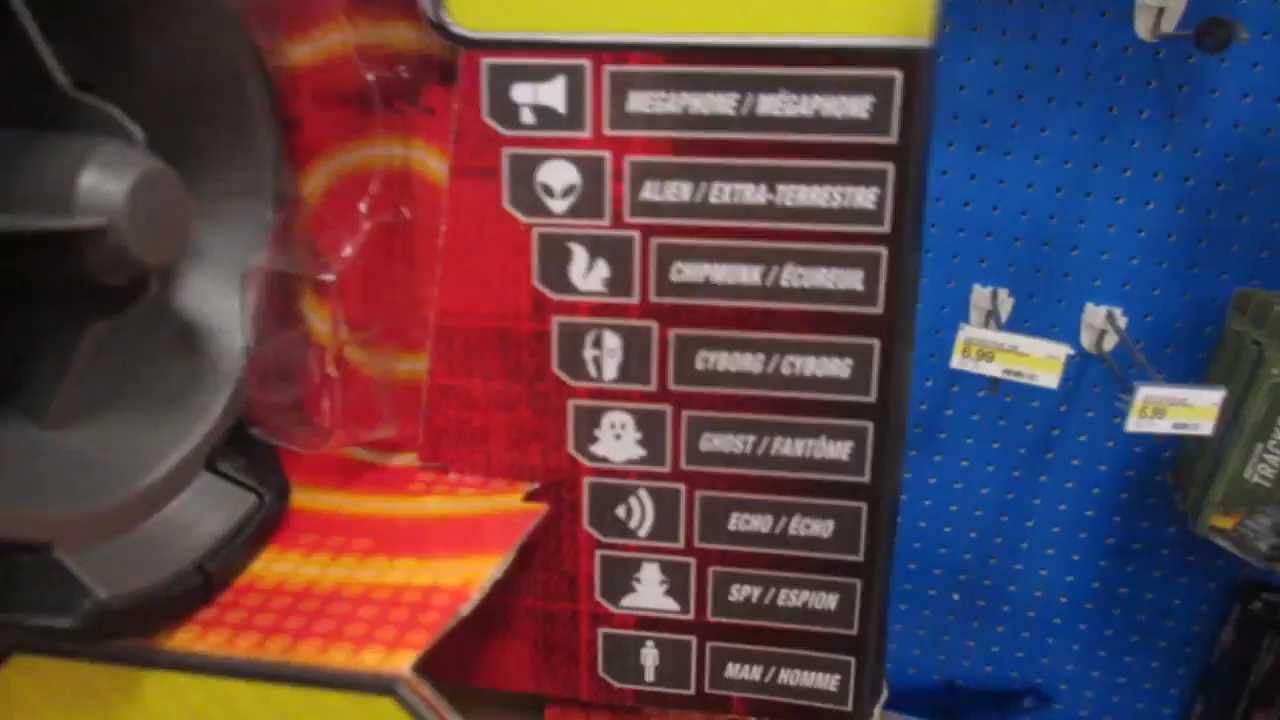 MEGAPHONE / MÉGAPHONE
ALIEN / EXTRA-TERRESTRE
CHIPMUNK / ÉCUREUIL
CYBORG / CYBORG
GHOST / FANTÔME
ECHO / ÉCHO
SPY / ESPION
MAN / HOMME
6.99
6.99